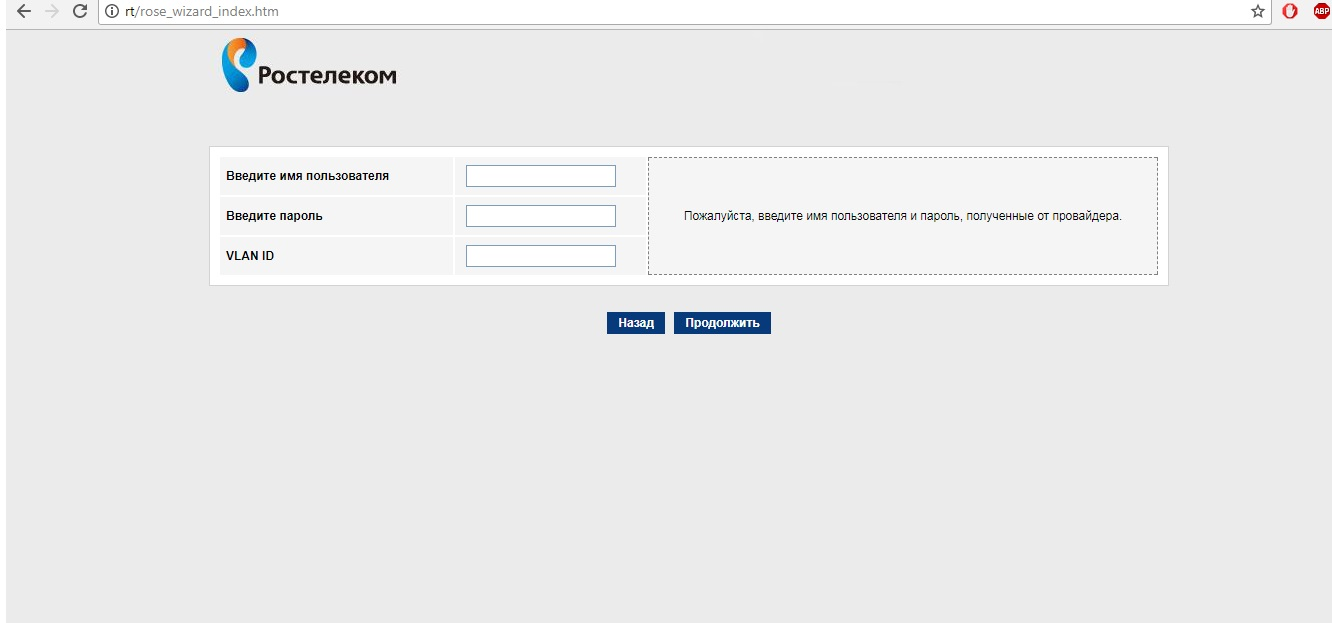 rt/rose_wizard_index.htm
ABP
Ростелеком
Введите имя пользователя
Введите пароль
Пожалуйста, введите имя пользователя и пароль, полученные от провайдера.
VLAN ID
Назад Продолжить